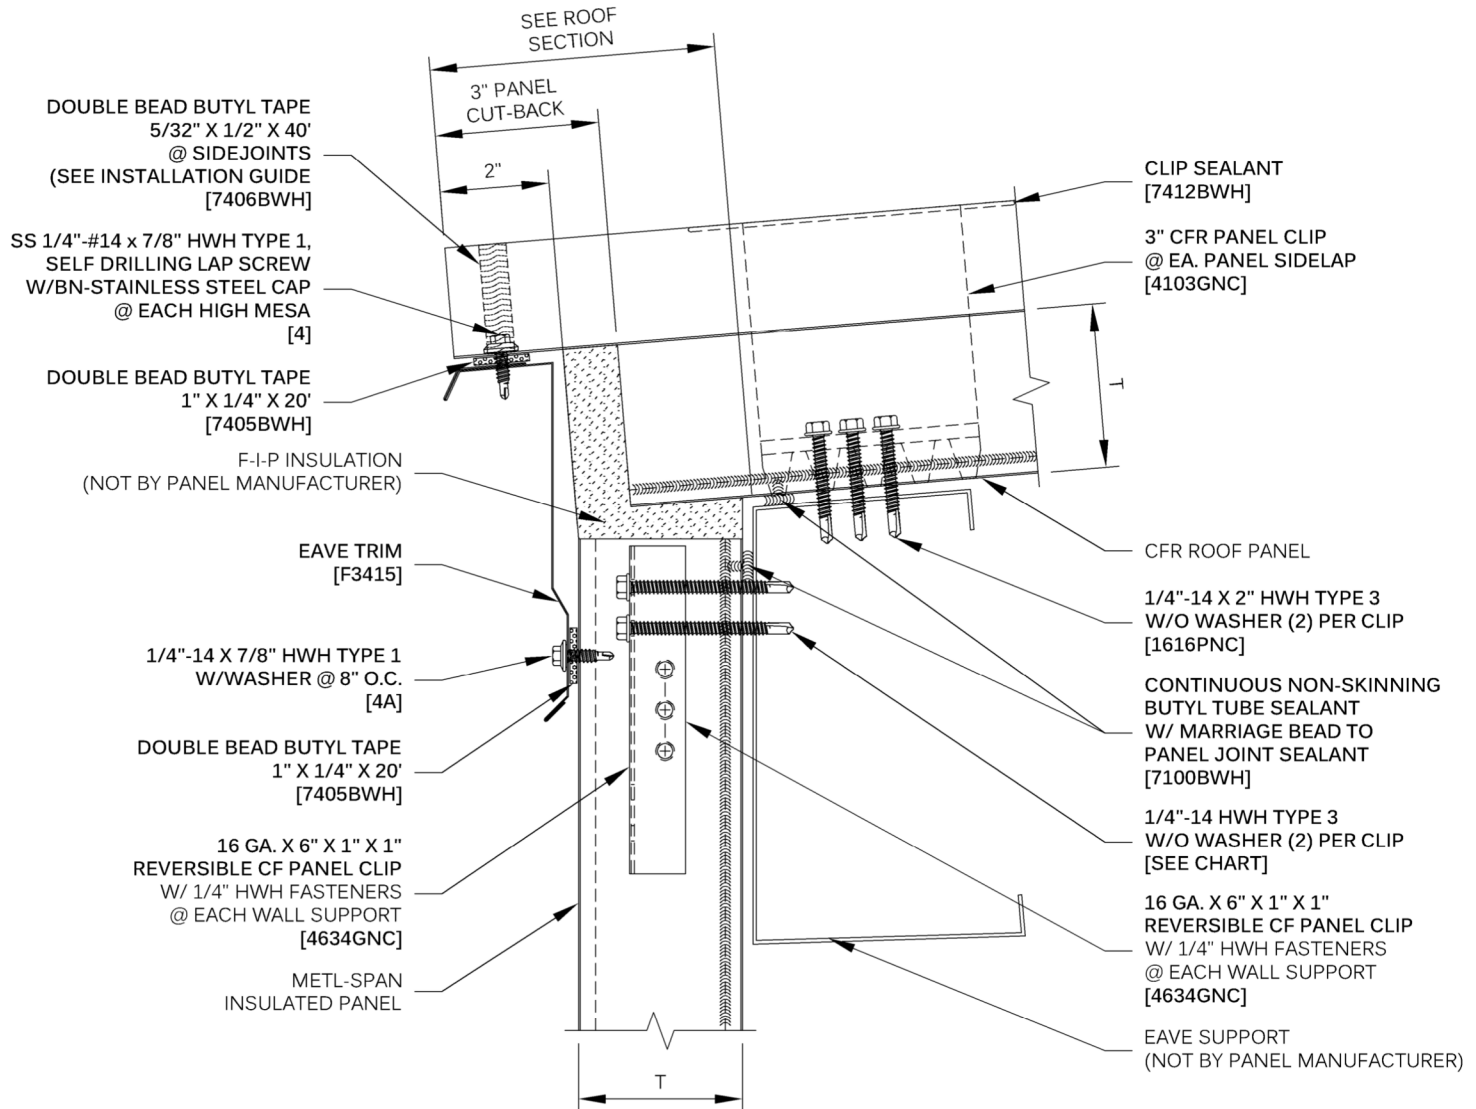 SEE ROOF
SECTION
3" PANEL
CUT-BACK
2"
DOUBLE BEAD BUTYL TAPE
5/32" X 1/2" X 40'
@ SIDEJOINTS
(SEE INSTALLATION GUIDE
[7406BWH]
SS 1/4"-#14 x 7/8" HWH TYPE 1,
SELF DRILLING LAP SCREW
W/BN-STAINLESS STEEL CAP
@ EACH HIGH MESA
[4]
DOUBLE BEAD BUTYL TAPE
1" X 1/4" X 20'
[7405BWH]
F-I-P INSULATION
(NOT BY PANEL MANUFACTURER)
EAVE TRIM
[F3415]
1/4"-14 X 7/8" HWH TYPE 1
W/WASHER @ 8" O.C.
[4A]
DOUBLE BEAD BUTYL TAPE
1" X 1/4" X 20'
[7405BWH]
16 GA. X 6" X 1" X 1"
REVERSIBLE CF PANEL CLIP
W/ 1/4" HWH FASTENERS
@ EACH WALL SUPPORT
[4634GNC]
METL-SPAN
INSULATED PANEL
T
CLIP SEALANT
[7412BWH]
3" CFR PANEL CLIP
@ EA. PANEL SIDELAP
[4103GNC]
T
CFR ROOF PANEL
1/4"-14 X 2" HWH TYPE 3
W/O WASHER (2) PER CLIP
[1616PNC]
CONTINUOUS NON-SKINNING
BUTYL TUBE SEALANT
W/ MARRIAGE BEAD TO
PANEL JOINT SEALANT
[7100BWH]
1/4"-14 HWH TYPE 3
W/O WASHER (2) PER CLIP
[SEE CHART]
16 GA. X 6" X 1" X 1"
REVERSIBLE CF PANEL CLIP
W/ 1/4" HWH FASTENERS
@ EACH WALL SUPPORT
[4634GNC]
EAVE SUPPORT
(NOT BY PANEL MANUFACTURER)